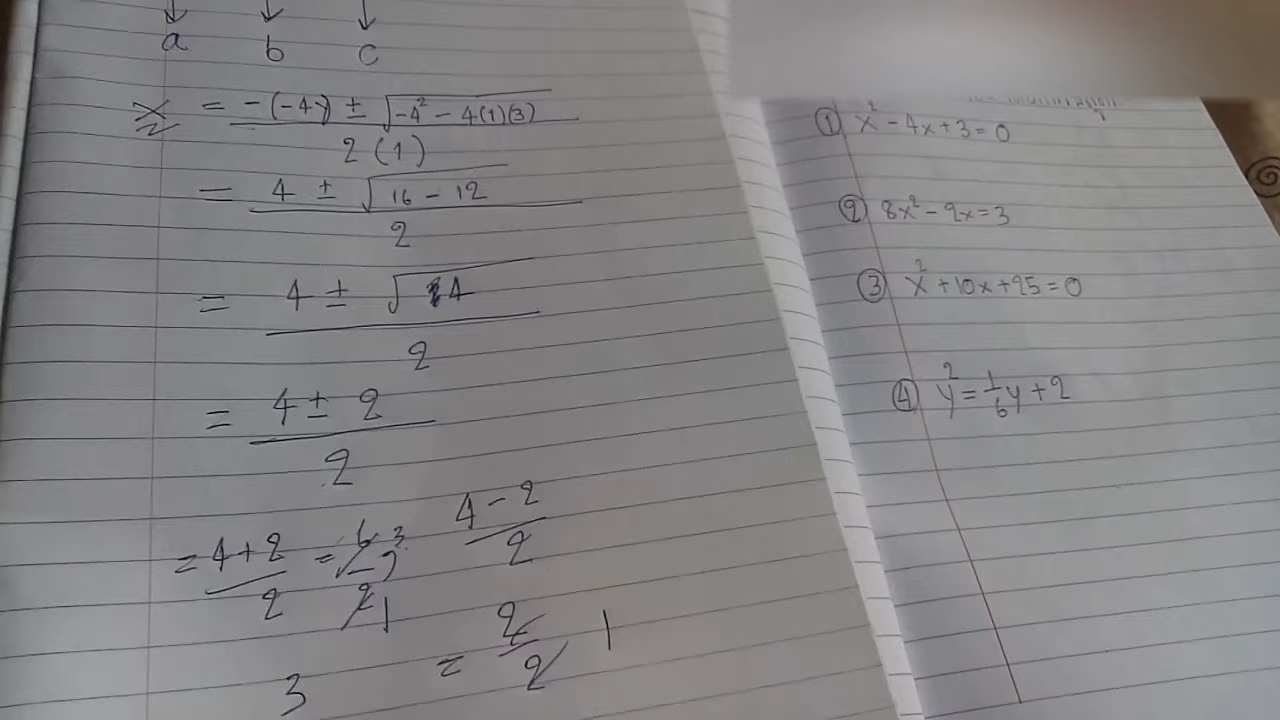 a b c
x = -(-4) ± √-4² - 4(1)(3)
2 (1)
= 4 ± √16 - 12
2
= 4 ± √4
2
= 4 ± 2
2
= 4+2 = 6 3 4-2
2 2 1 2
3 = 2 1
2
① x² - 4x + 3 = 0
② 8x² - 2x = 3
③ x² + 10x + 25 = 0
④ y² = 1/6 y + 2